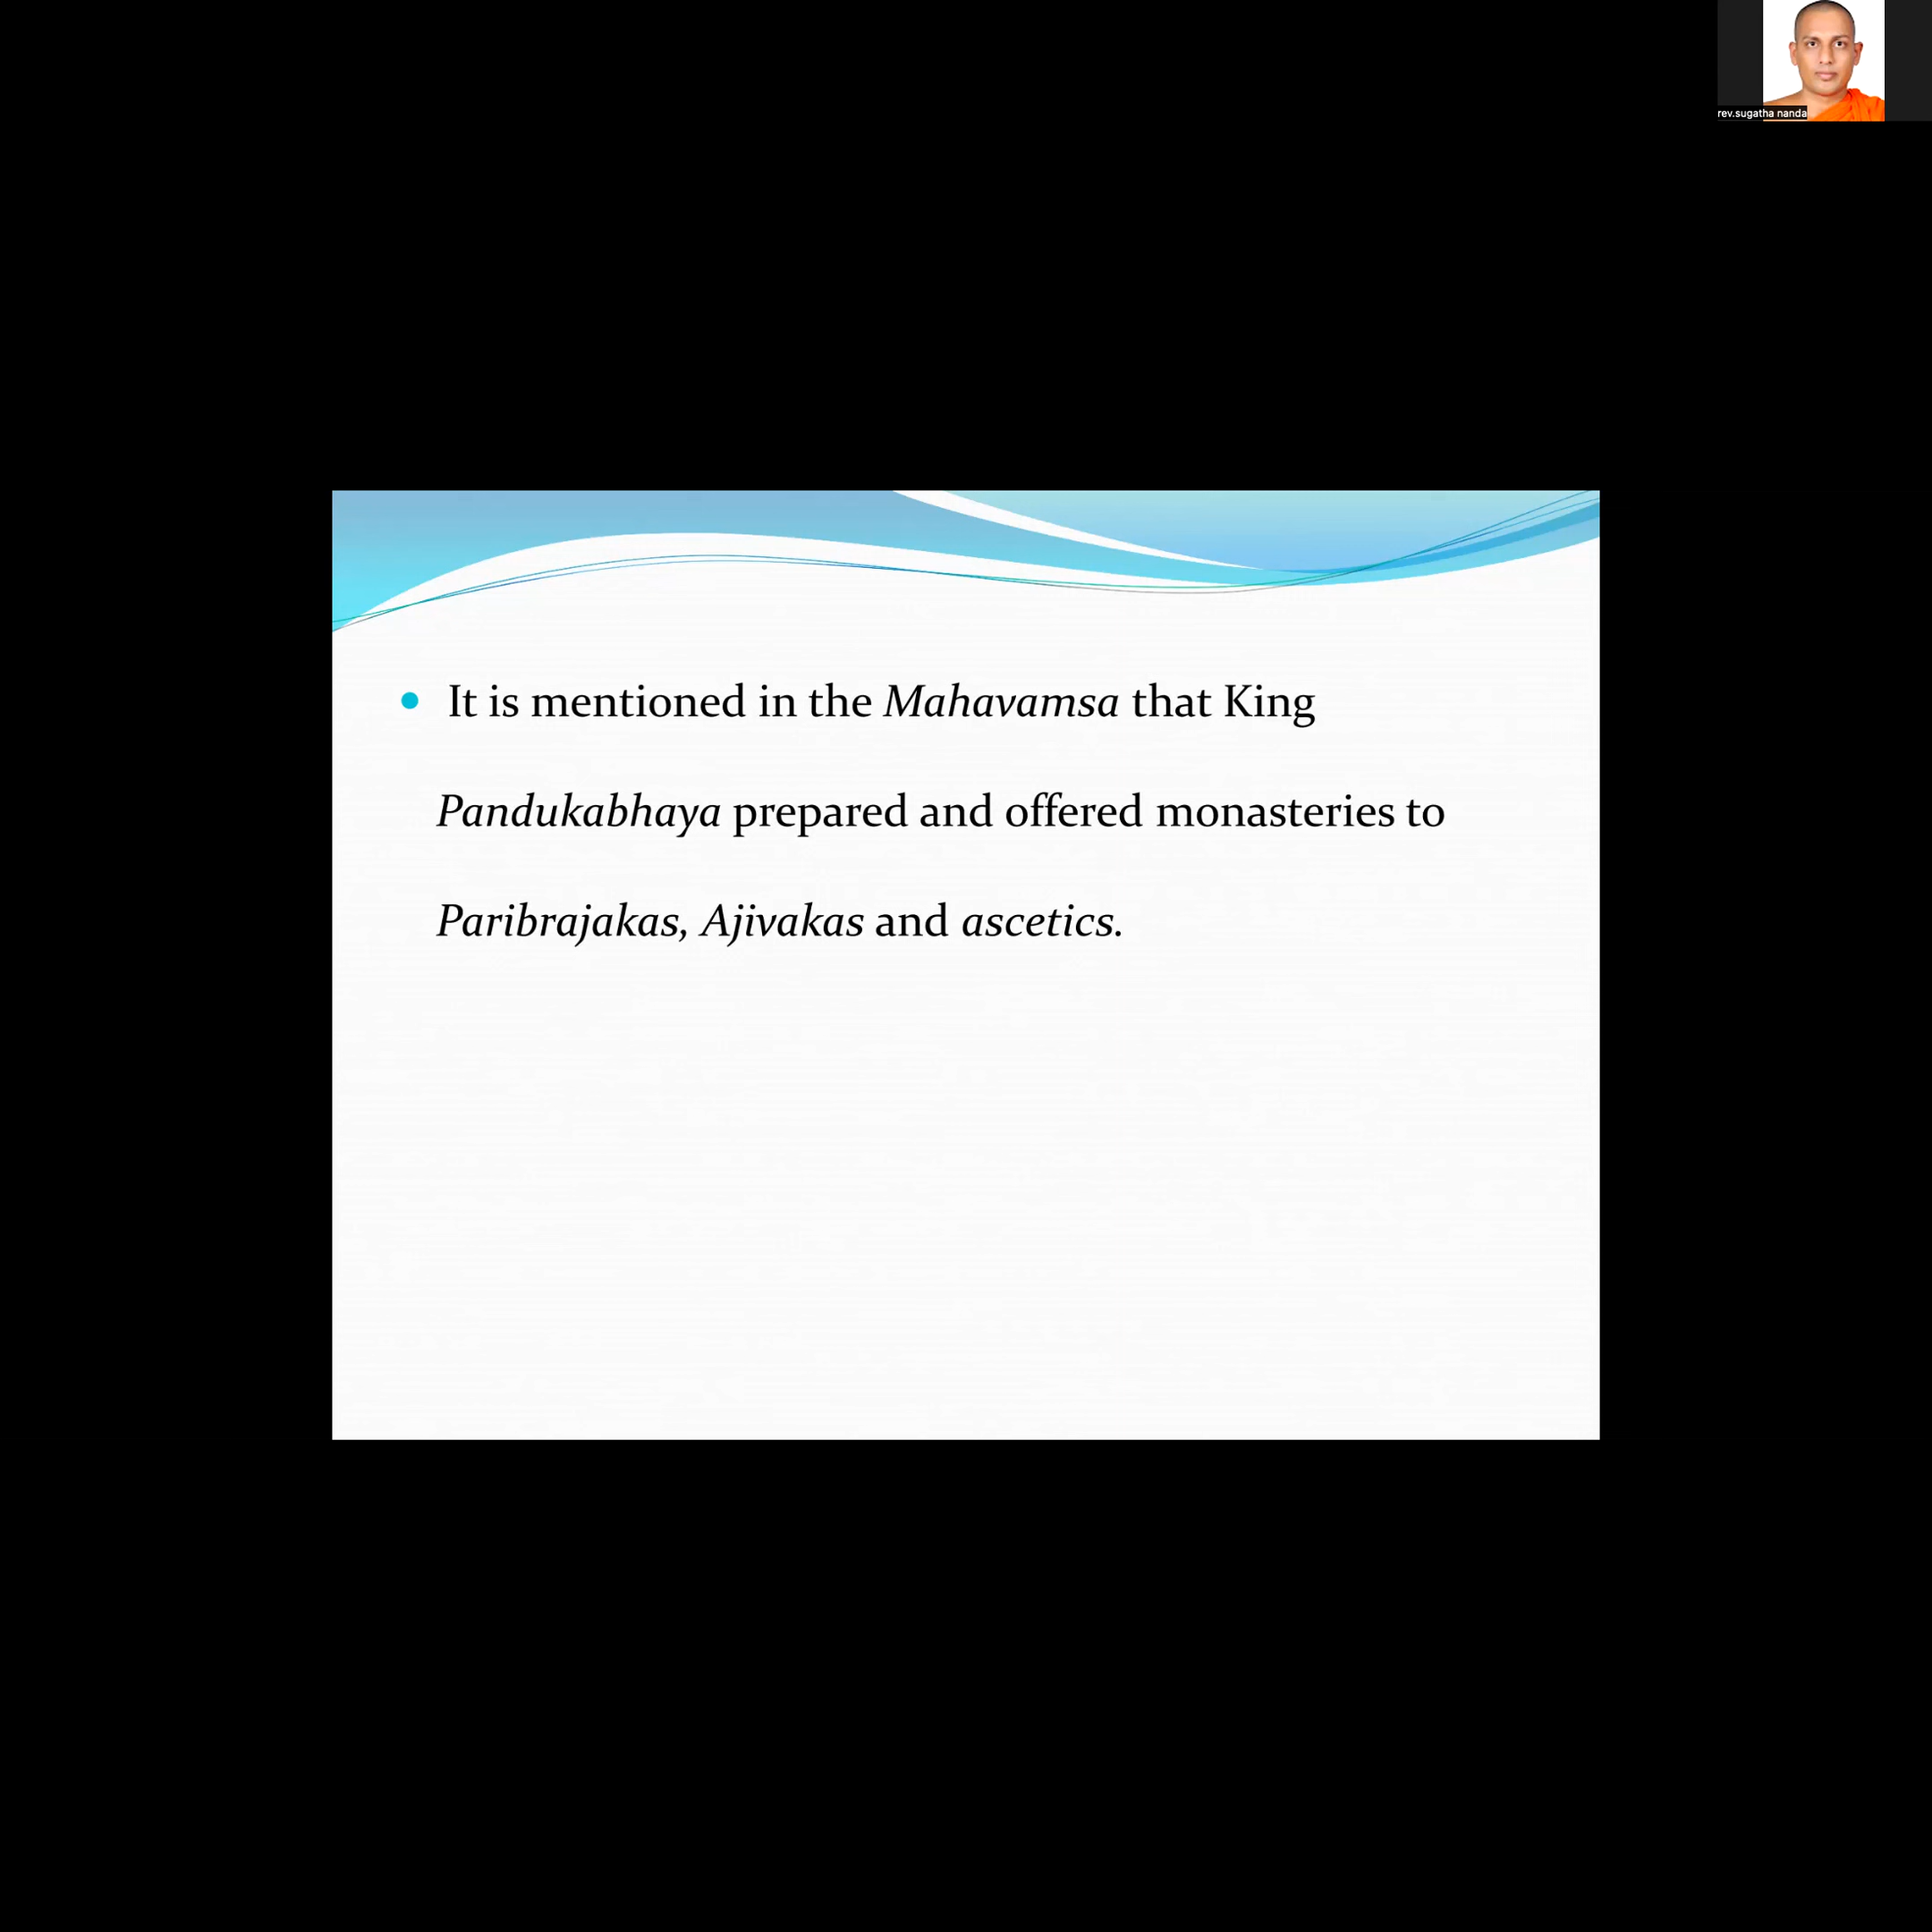 rev.sugatha nanda
It is mentioned in the Mahavamsa that King
Pandukabhaya prepared and offered monasteries to
Paribrajakas, Ajivakas and ascetics.